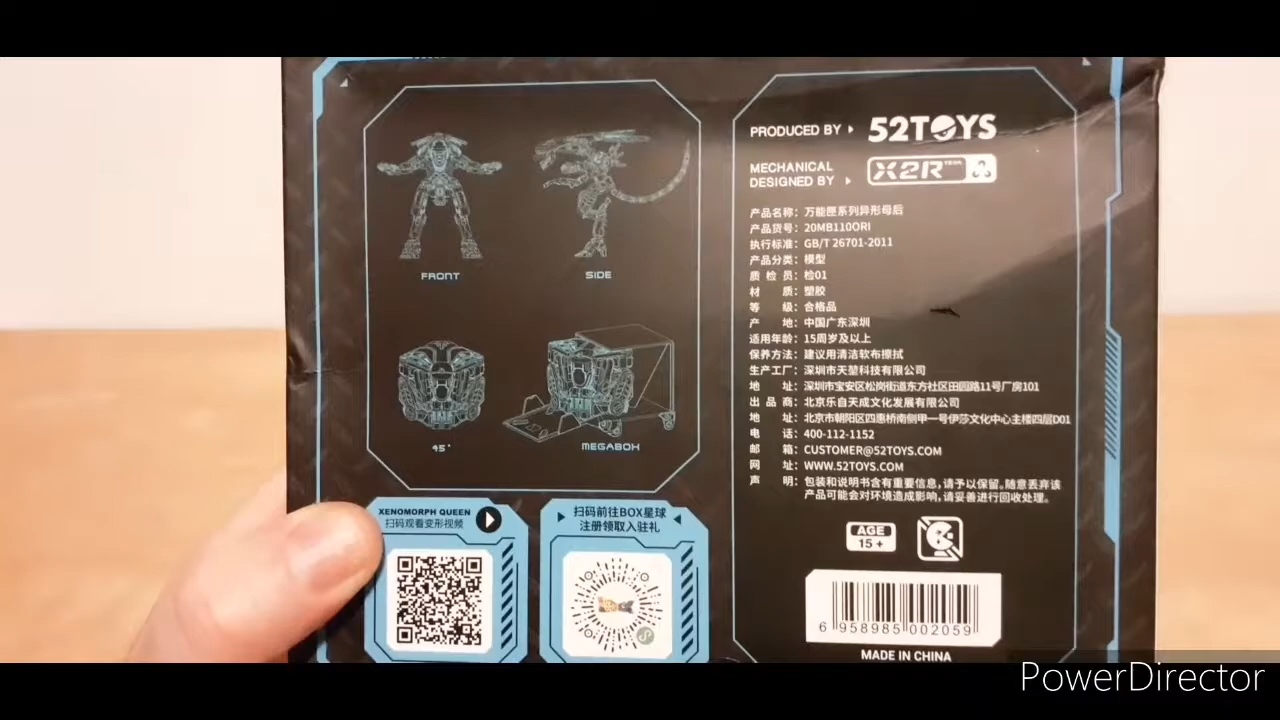 FRONT
SIDE
45°
MEGABOX
XENOMORPH QUEEN
扫码观看变形视频
扫码前往BOX星球
注册领取入驻礼
PRODUCED BY
52TOYS
MECHANICAL
DESIGNED BY
X2R
产品名称：万能匣系列异形母后
产品货号：20MB110ORI
执行标准：GB/T 26701-2011
产品分类：模型
质检员：检01
材质：塑胶
等级：合格品
产地：中国广东深圳
适用年龄：15周岁及以上
保养方法：建议用清洁软布擦拭
生产工厂：深圳市天堃科技有限公司
地址：深圳市宝安区松岗街道东方社区田园路11号厂房101
出品商：北京乐自天成文化发展有限公司
地址：北京市朝阳区四惠桥南侧甲一号伊莎文化中心主楼四层D01
电话：400-112-1152
邮箱：CUSTOMER@52TOYS.COM
网址：WWW.52TOYS.COM
声明：包装和说明书含有重要信息，请予以保留。随意丢弃该
产品可能会对环境造成影响，请妥善进行回收处理。
AGE
15 +
6 958985 002059
MADE IN CHINA
PowerDirector